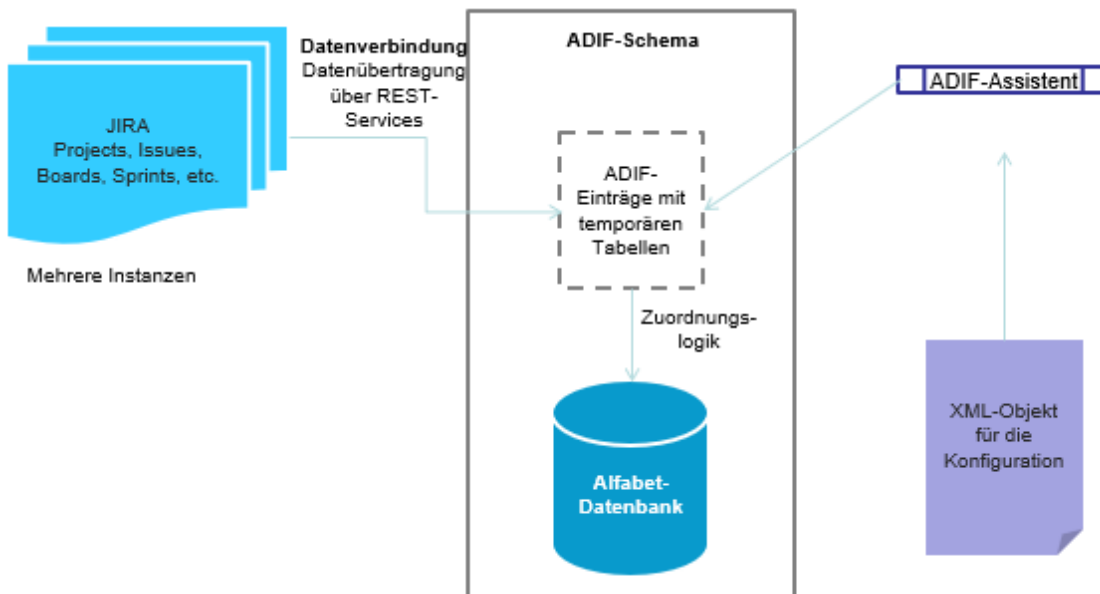 JIRA
Projects, Issues,
Boards, Sprints, etc.
Mehrere Instanzen
Datenverbindung
Datenübertragung
über REST-
Services
ADIF-Schema
ADIF-
Einträge mit
temporären
Tabellen
Zuordnungs-
logik
Alfabet-
Datenbank
ADIF-Assistent
XML-Objekt
für die
Konfiguration